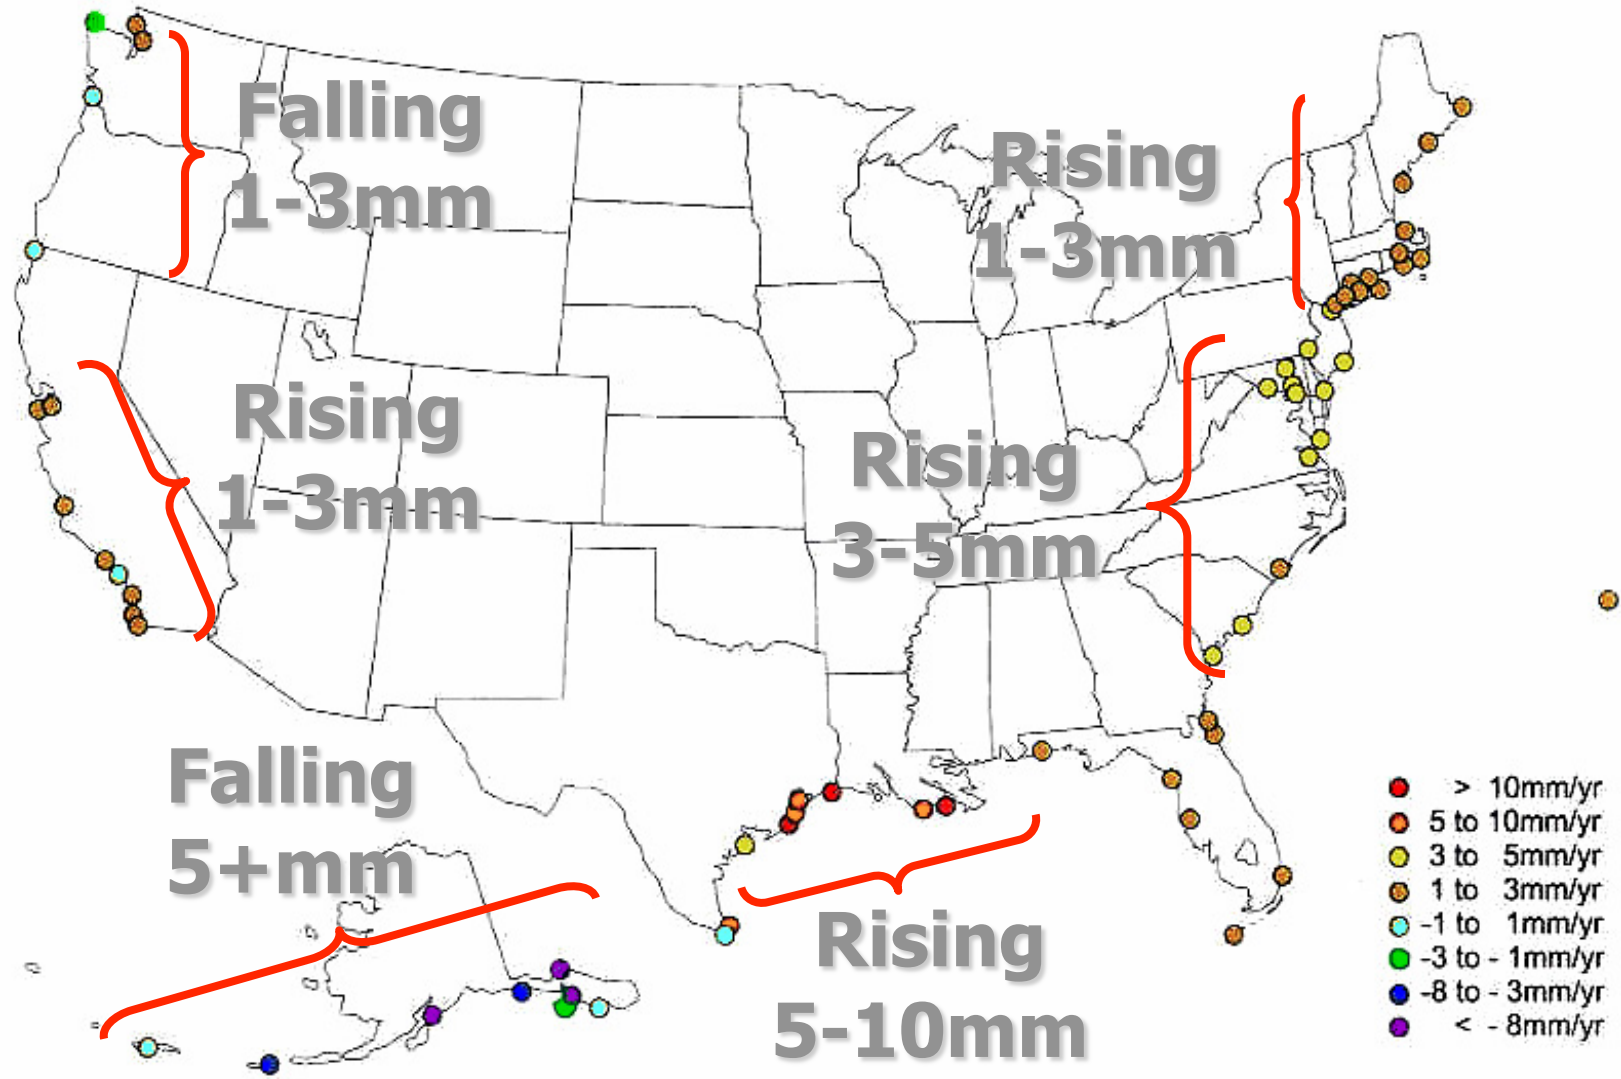 Falling
1-3mm
Rising
1-3mm
Rising
1-3mm
Rising
3-5mm
Falling
5+mm
Rising
5-10mm
> 10mm/yr
5 to 10mm/yr
3 to 5mm/yr
1 to 3mm/yr
-1 to 1mm/yr
-3 to - 1mm/yr
-8 to - 3mm/yr
< - 8mm/yr